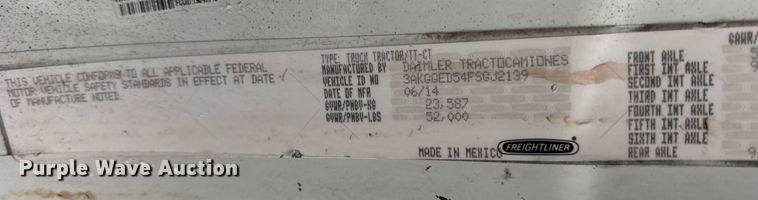 THIS VEHICLE CONFORMS TO ALL APPLICABLE FEDERAL
MOTOR VEHICLE SAFETY STANDARDS IN EFFECT AT DATE
OF MANUFACTURE NOTED.
TYPE: TRUCK TRACTOR/TT-CT
MANUFACTURED BY DAIMLER TRACTOCAMIONES
VEHICLE ID NO 3AKGGED54FSGJ2139
DATE OF MFR 06/14
GVWR/PNBV-KG 23,587
GVWR/PNBV-LBS 52,000
MADE IN MEXICO
FREIGHTLINER
GAWR/
FRONT AXLE
FIRST INT AXLE
SECOND INT AXLE
THIRD INT AXLE
FOURTH INT AXLE
FIFTH INT AXLE
SIXTH INT AXLE
REAR AXLE 9
Purple Wave Auction